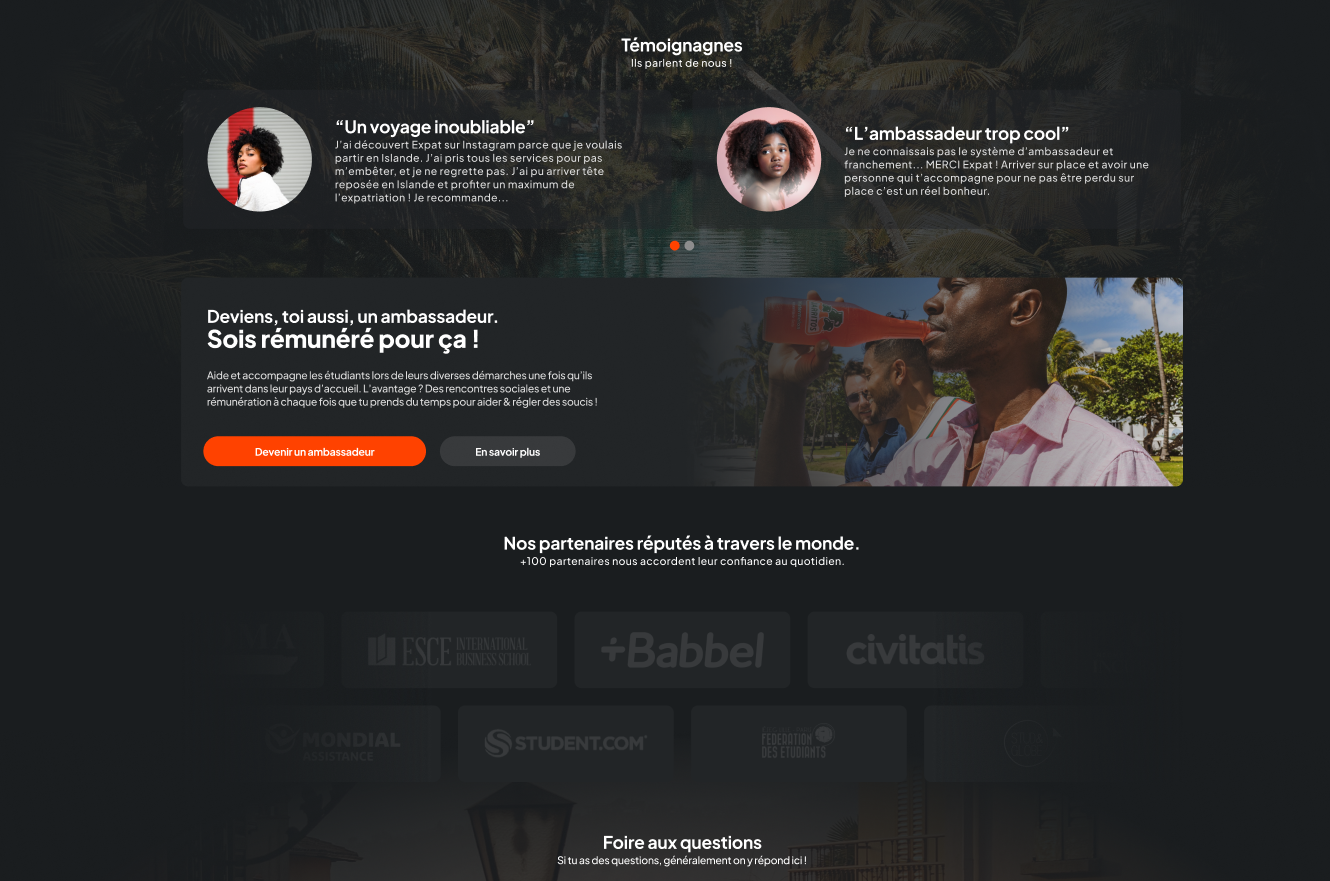 Témoignagnes
Ils parlent de nous !
“Un voyage inoubliable”
J’ai découvert Expat sur Instagram parce que je voulais
partir en Islande. J’ai pris tous les services pour pas
m’embêter, et je ne regrette pas. J’ai pu arriver tête
reposée en Islande et profiter un maximum de
l’expatriation ! Je recommande...
“L’ambassadeur trop cool”
Je ne connaissais pas le système d’ambassadeur et
franchement... MERCI Expat ! Arriver sur place et avoir une
personne qui t’accompagne pour ne pas être perdu sur
place c’est un réel bonheur.
Deviens, toi aussi, un ambassadeur.
Sois rémunéré pour ça !
Aide et accompagne les étudiants lors de leurs diverses démarches une fois qu’ils
arrivent dans leur pays d’accueil. L’avantage ? Des rencontres sociales et une
rémunération à chaque fois que tu prends du temps pour aider & régler des soucis !
Devenir un ambassadeur
En savoir plus
Nos partenaires réputés à travers le monde.
+100 partenaires nous accordent leur confiance au quotidien.
ESCE INTERNATIONAL
BUSINESS SCHOOL
+Babbel
civitatis
MONDIAL
ASSISTANCE
STUDENT.COM
FEDERATION
DES ETUDIANTS
Foire aux questions
Si tu as des questions, généralement on y répond ici !